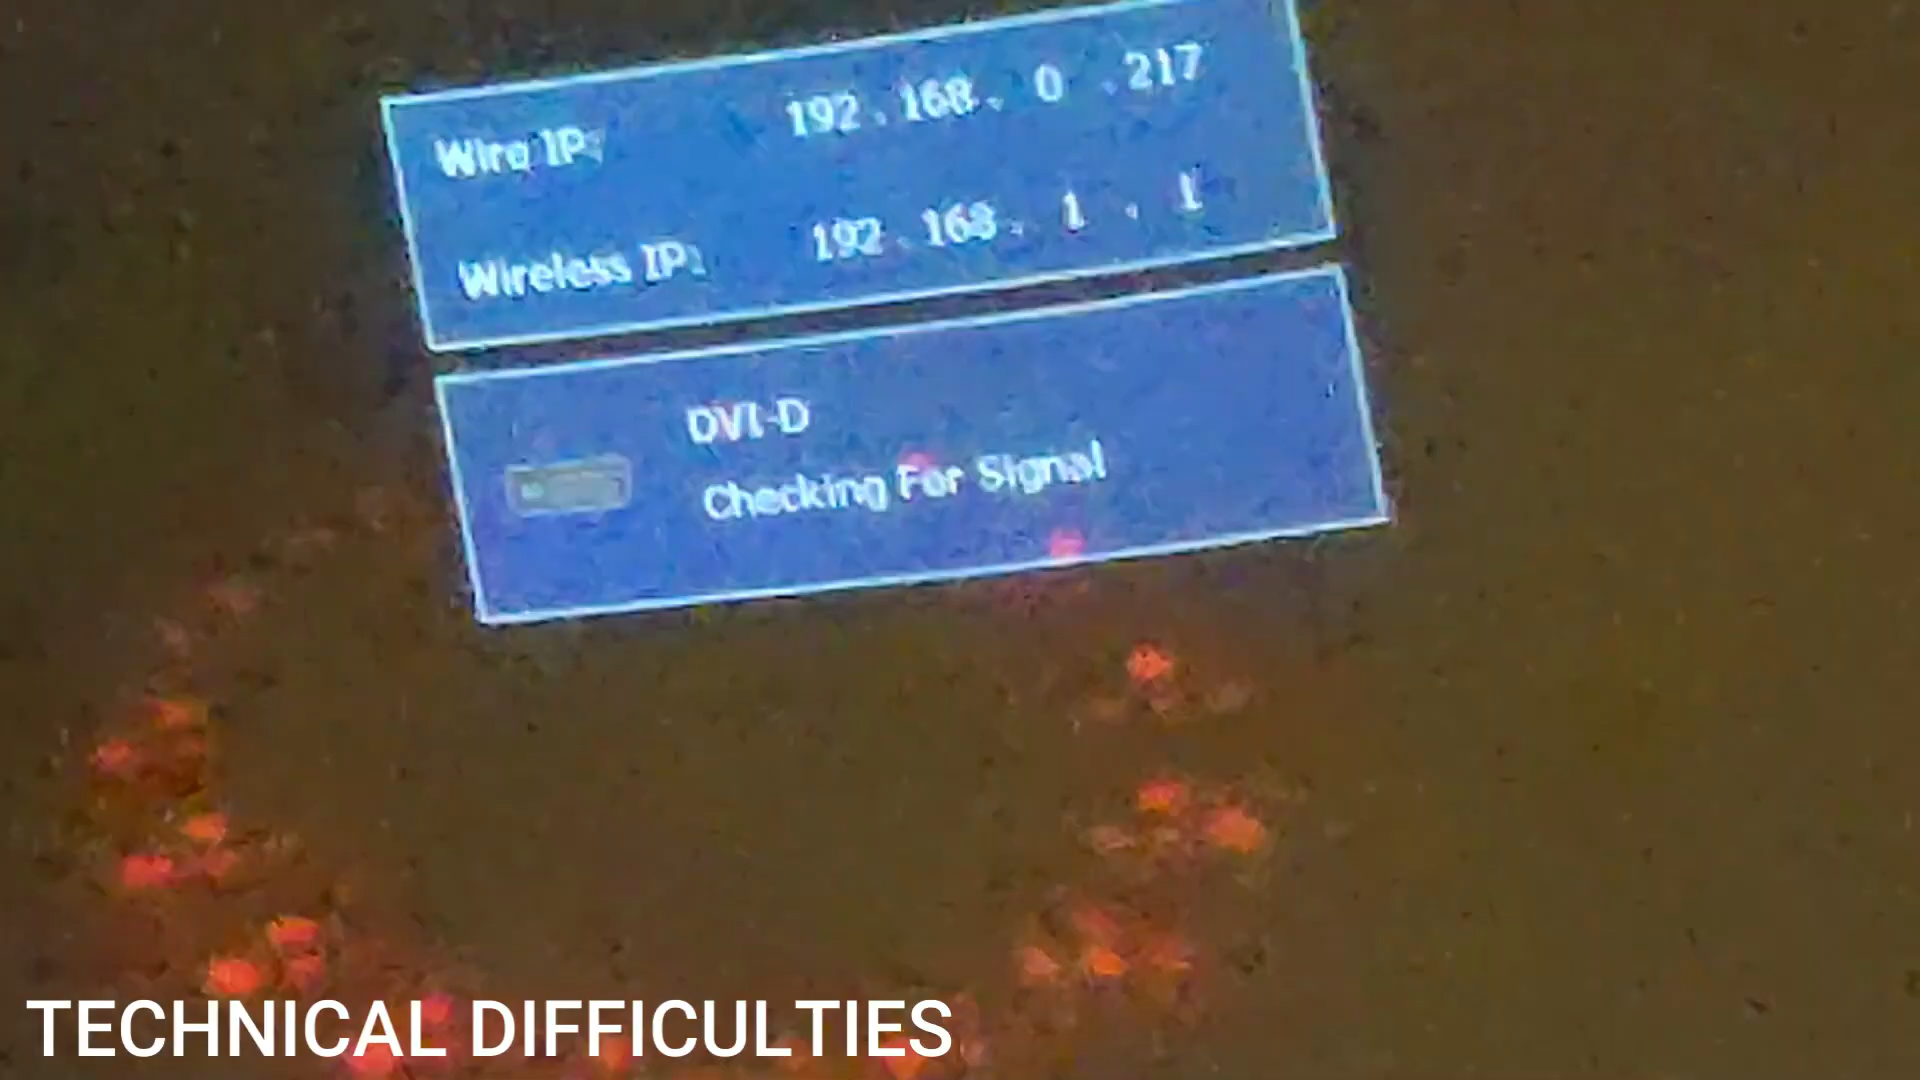 Wire IP: 192 . 168 . 0 . 217
Wireless IP: 192 . 168 . 1 . 1
DVI-D
Checking For Signal
TECHNICAL DIFFICULTIES